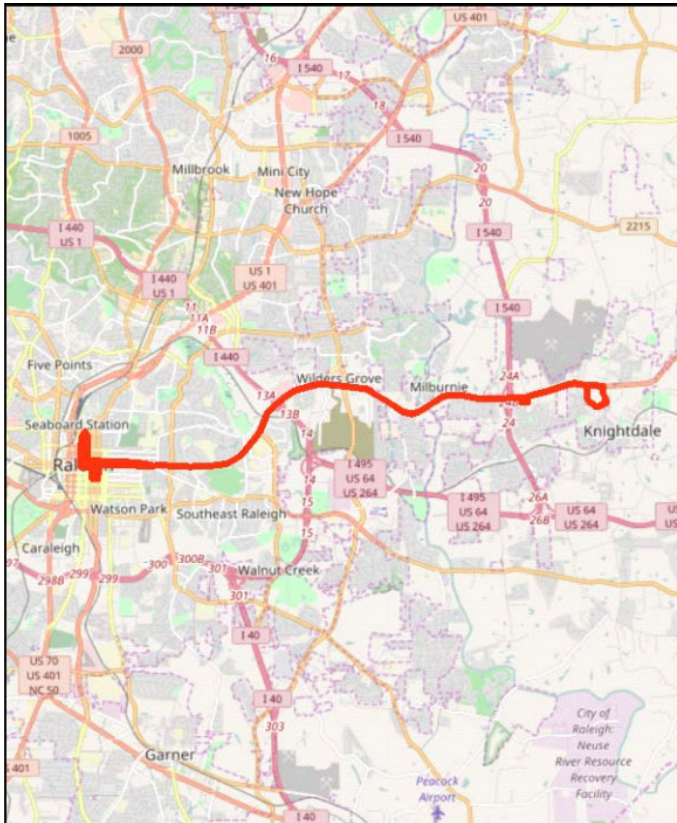 I 540
US 401
2000
16
I 540
17
18
1005
I 540
20
20
Millbrook
Mini City
New Hope
Church
2215
I 440
US 1
I 540
I 440
US 1
US 1
US 401
11
11A
11B
I 540
I 440
Five Points
Wilders Grove
Milburnie
24A
13A
13B
24
Seaboard Station
14
Knightdale
I 495
US 64
US 264
14
I 495
US 64
US 264
26A
26B
US 64
US 264
Watson Park
Southeast Raleigh
15
15
Caraleigh
97
298B
299
299
300
300B
301
Walnut Creek
301
I 40
US 70
US 401
NC 50
I 40
303
City of
Raleigh:
Neuse
River Resource
Recovery
Facility
Garner
S 401
Peacock
Airport
I 40